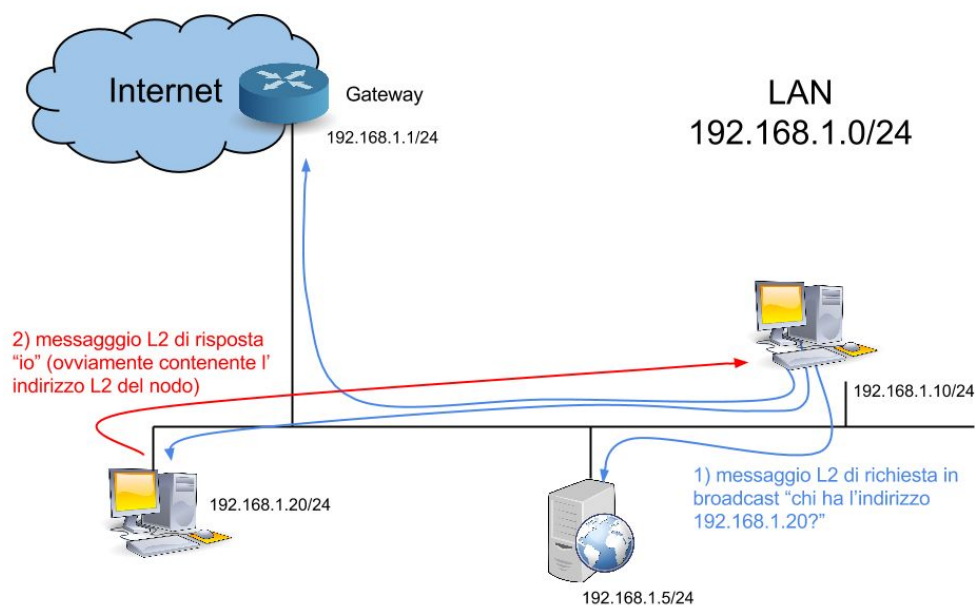 Internet
Gateway
192.168.1.1/24
LAN
192.168.1.0/24
2) messagggio L2 di risposta
“io” (ovviamente contenente l’
indirizzo L2 del nodo)
192.168.1.10/24
192.168.1.20/24
1) messaggio L2 di richiesta in
broadcast “chi ha l’indirizzo
192.168.1.20?”
192.168.1.5/24